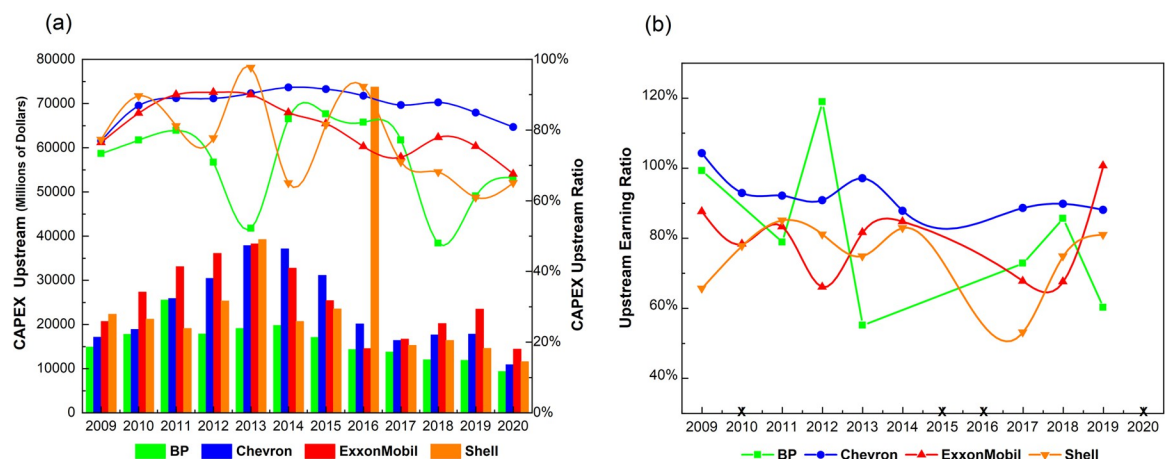 (a)
80000
70000
60000
50000
40000
30000
20000
10000
0
CAPEX Upstream (Millions of Dollars)
100%
80%
60%
40%
20%
0%
CAPEX Upstream Ratio
2009 2010 2011 2012 2013 2014 2015 2016 2017 2018 2019 2020
BP Chevron ExxonMobil Shell
(b)
120%
100%
80%
60%
40%
Upstream Earning Ratio
x x x x
2009 2010 2011 2012 2013 2014 2015 2016 2017 2018 2019 2020
BP Chevron ExxonMobil Shell